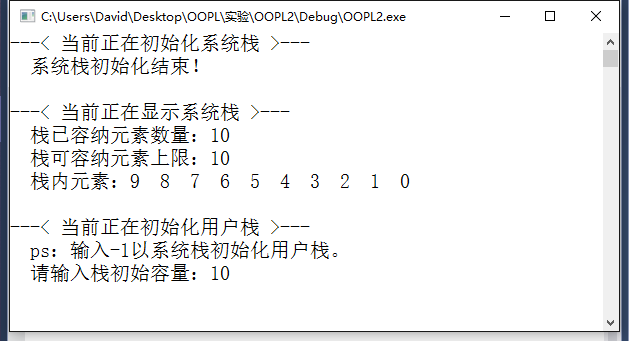 C:\Users\David\Desktop\OOPL\实验\OOPL2\Debug\OOPL2.exe
---< 当前正在初始化系统栈 >---
系统栈初始化结束！
---< 当前正在显示系统栈 >---
栈已容纳元素数量：10
栈可容纳元素上限：10
栈内元素：9 8 7 6 5 4 3 2 1 0
---< 当前正在初始化用户栈 >---
ps：输入-1以系统栈初始化用户栈。
请输入栈初始容量：10